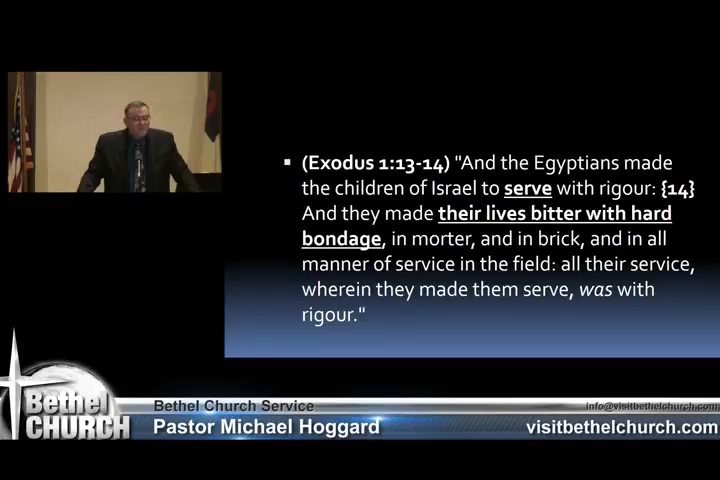 ▪ (Exodus 1:13-14) "And the Egyptians made
the children of Israel to serve with rigour: {14}
And they made their lives bitter with hard
bondage, in morter, and in brick, and in all
manner of service in the field: all their service,
wherein they made them serve, was with
rigour."
Bethel
CHURCH
Bethel Church Service
info@visitbethelchurch.com
Pastor Michael Hoggard
visitbethelchurch.com